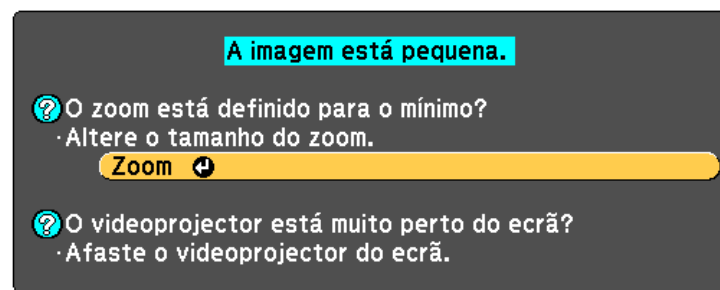 A imagem está pequena.
O zoom está definido para o mínimo?
·Altere o tamanho do zoom.
Zoom
O videoprojector está muito perto do ecrã?
·Afaste o videoprojector do ecrã.